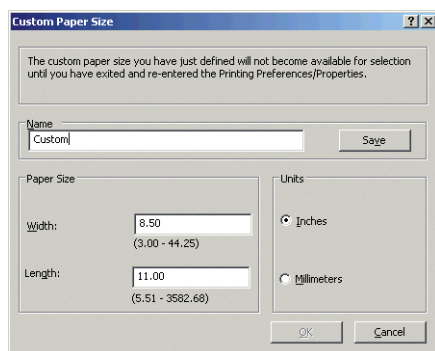 Custom Paper Size
The custom paper size you have just defined will not become available for selection
until you have exited and re-entered the Printing Preferences/Properties.
Name
Custom
Save
Paper Size
Units
Width:
8.50
Inches
(3.00 - 44.25)
Length:
11.00
Millimeters
(5.51 - 3582.68)
OK
Cancel